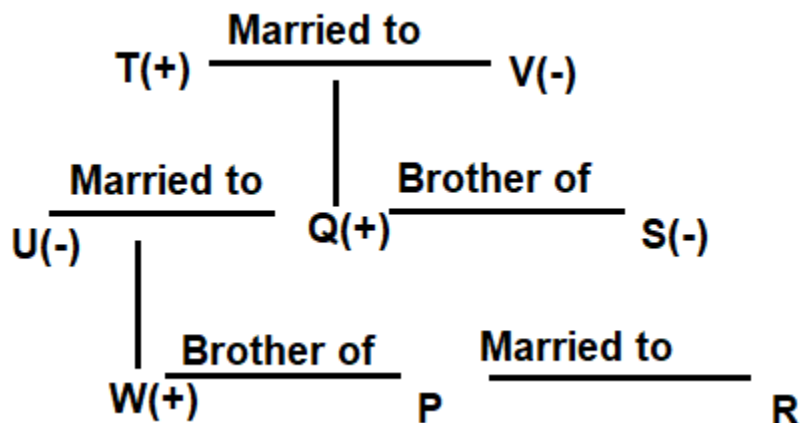 Married to
T(+) V(-)
Married to Brother of
U(-) Q(+) S(-)
Brother of Married to
W(+) P R